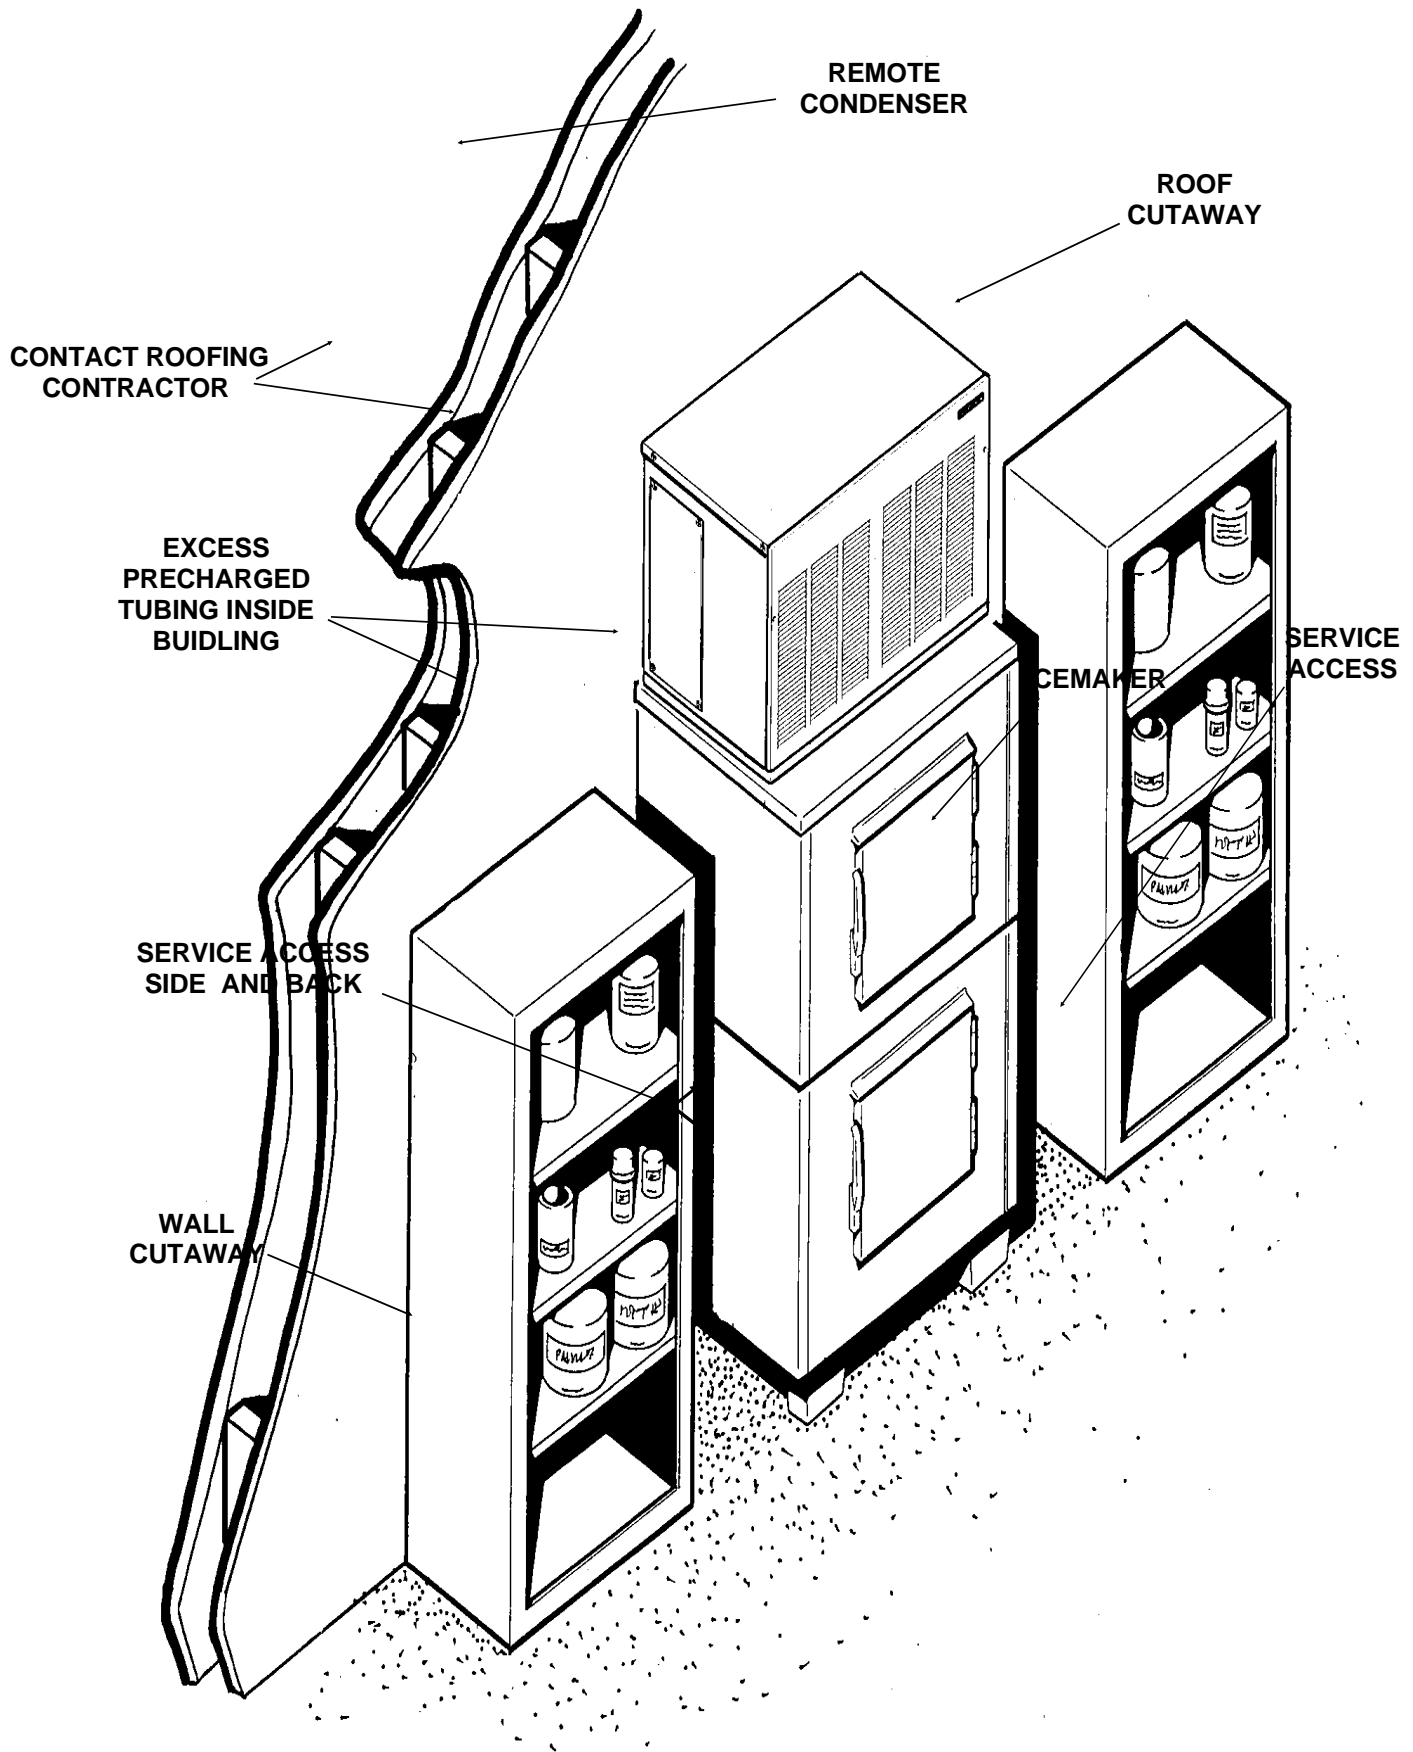 REMOTE
CONDENSER
ROOF
CUTAWAY
CONTACT ROOFING
CONTRACTOR
EXCESS
PRECHARGED
TUBING INSIDE
BUIDLING
SERVICE
ACCESS
CEMAKER
SERVICE ACCESS
SIDE AND BACK
WALL
CUTAWAY